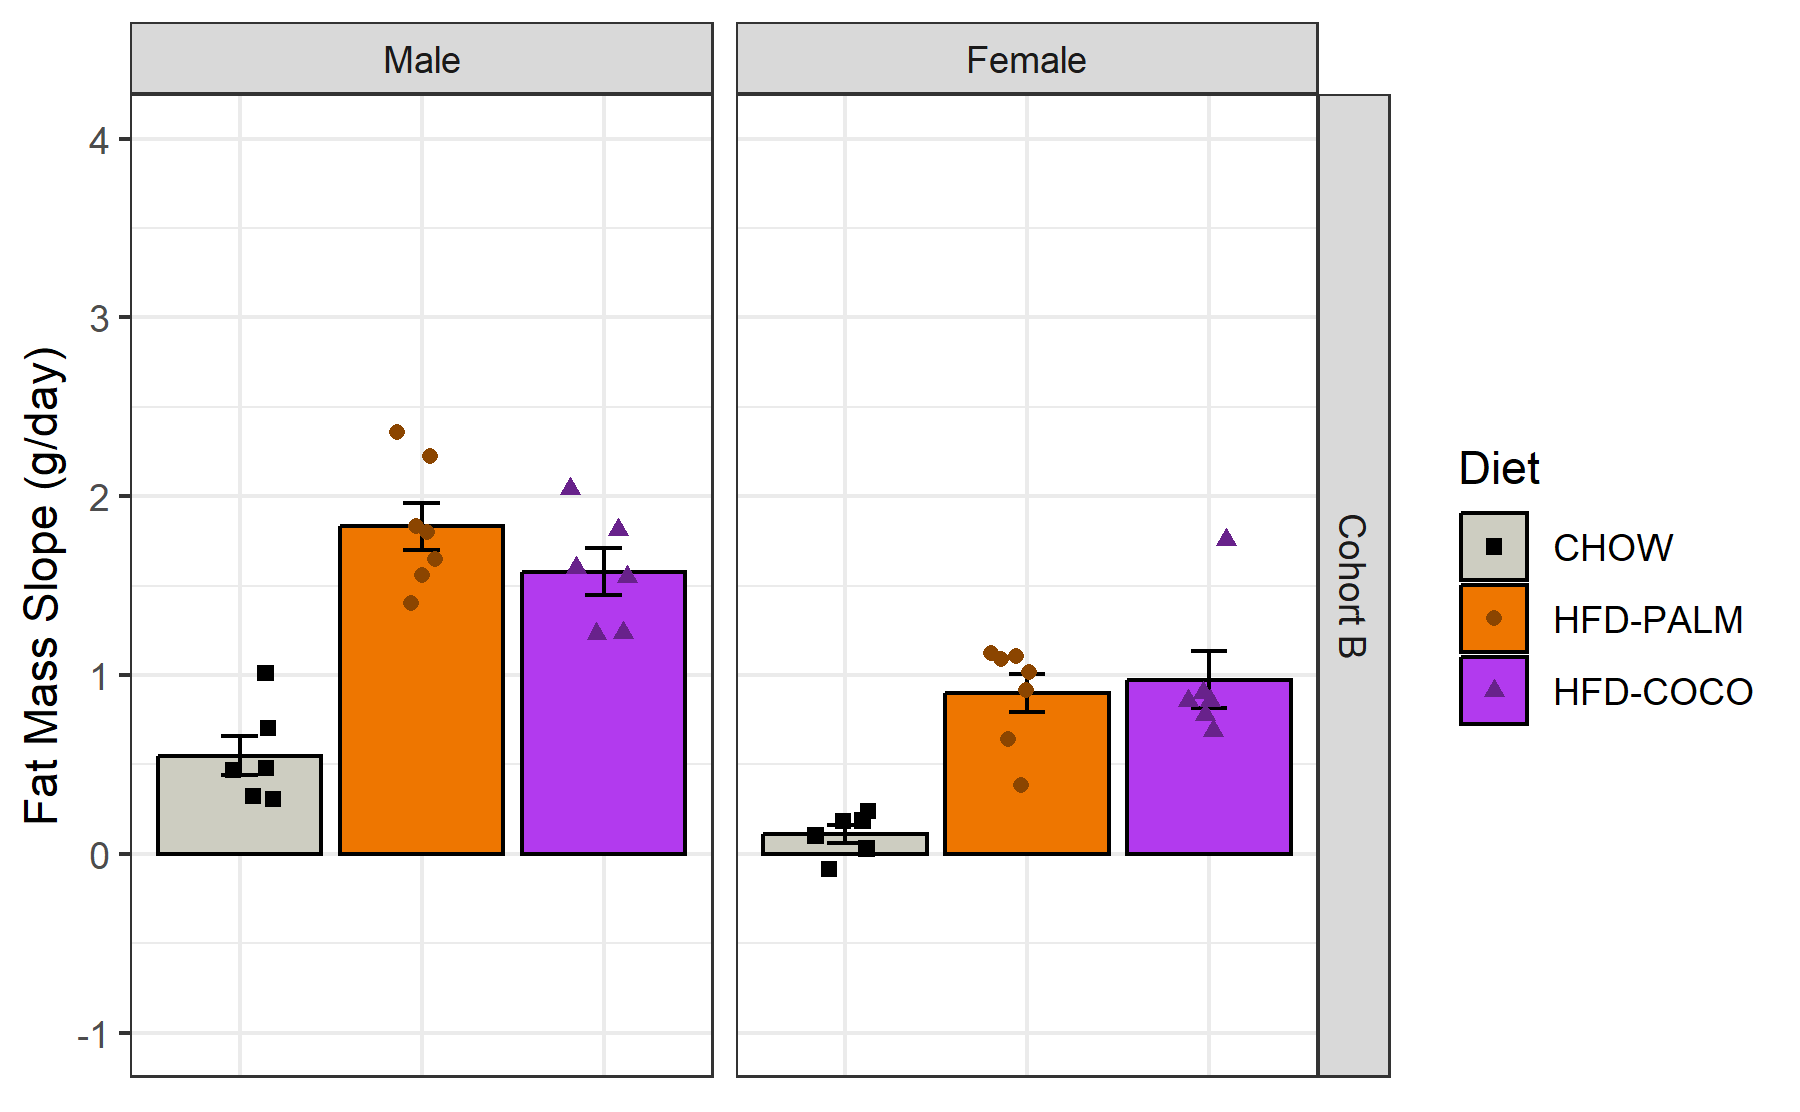 Male
Female
Cohort B
Fat Mass Slope (g/day)
4
3
2
1
0
-1
Diet
CHOW
HFD-PALM
HFD-COCO